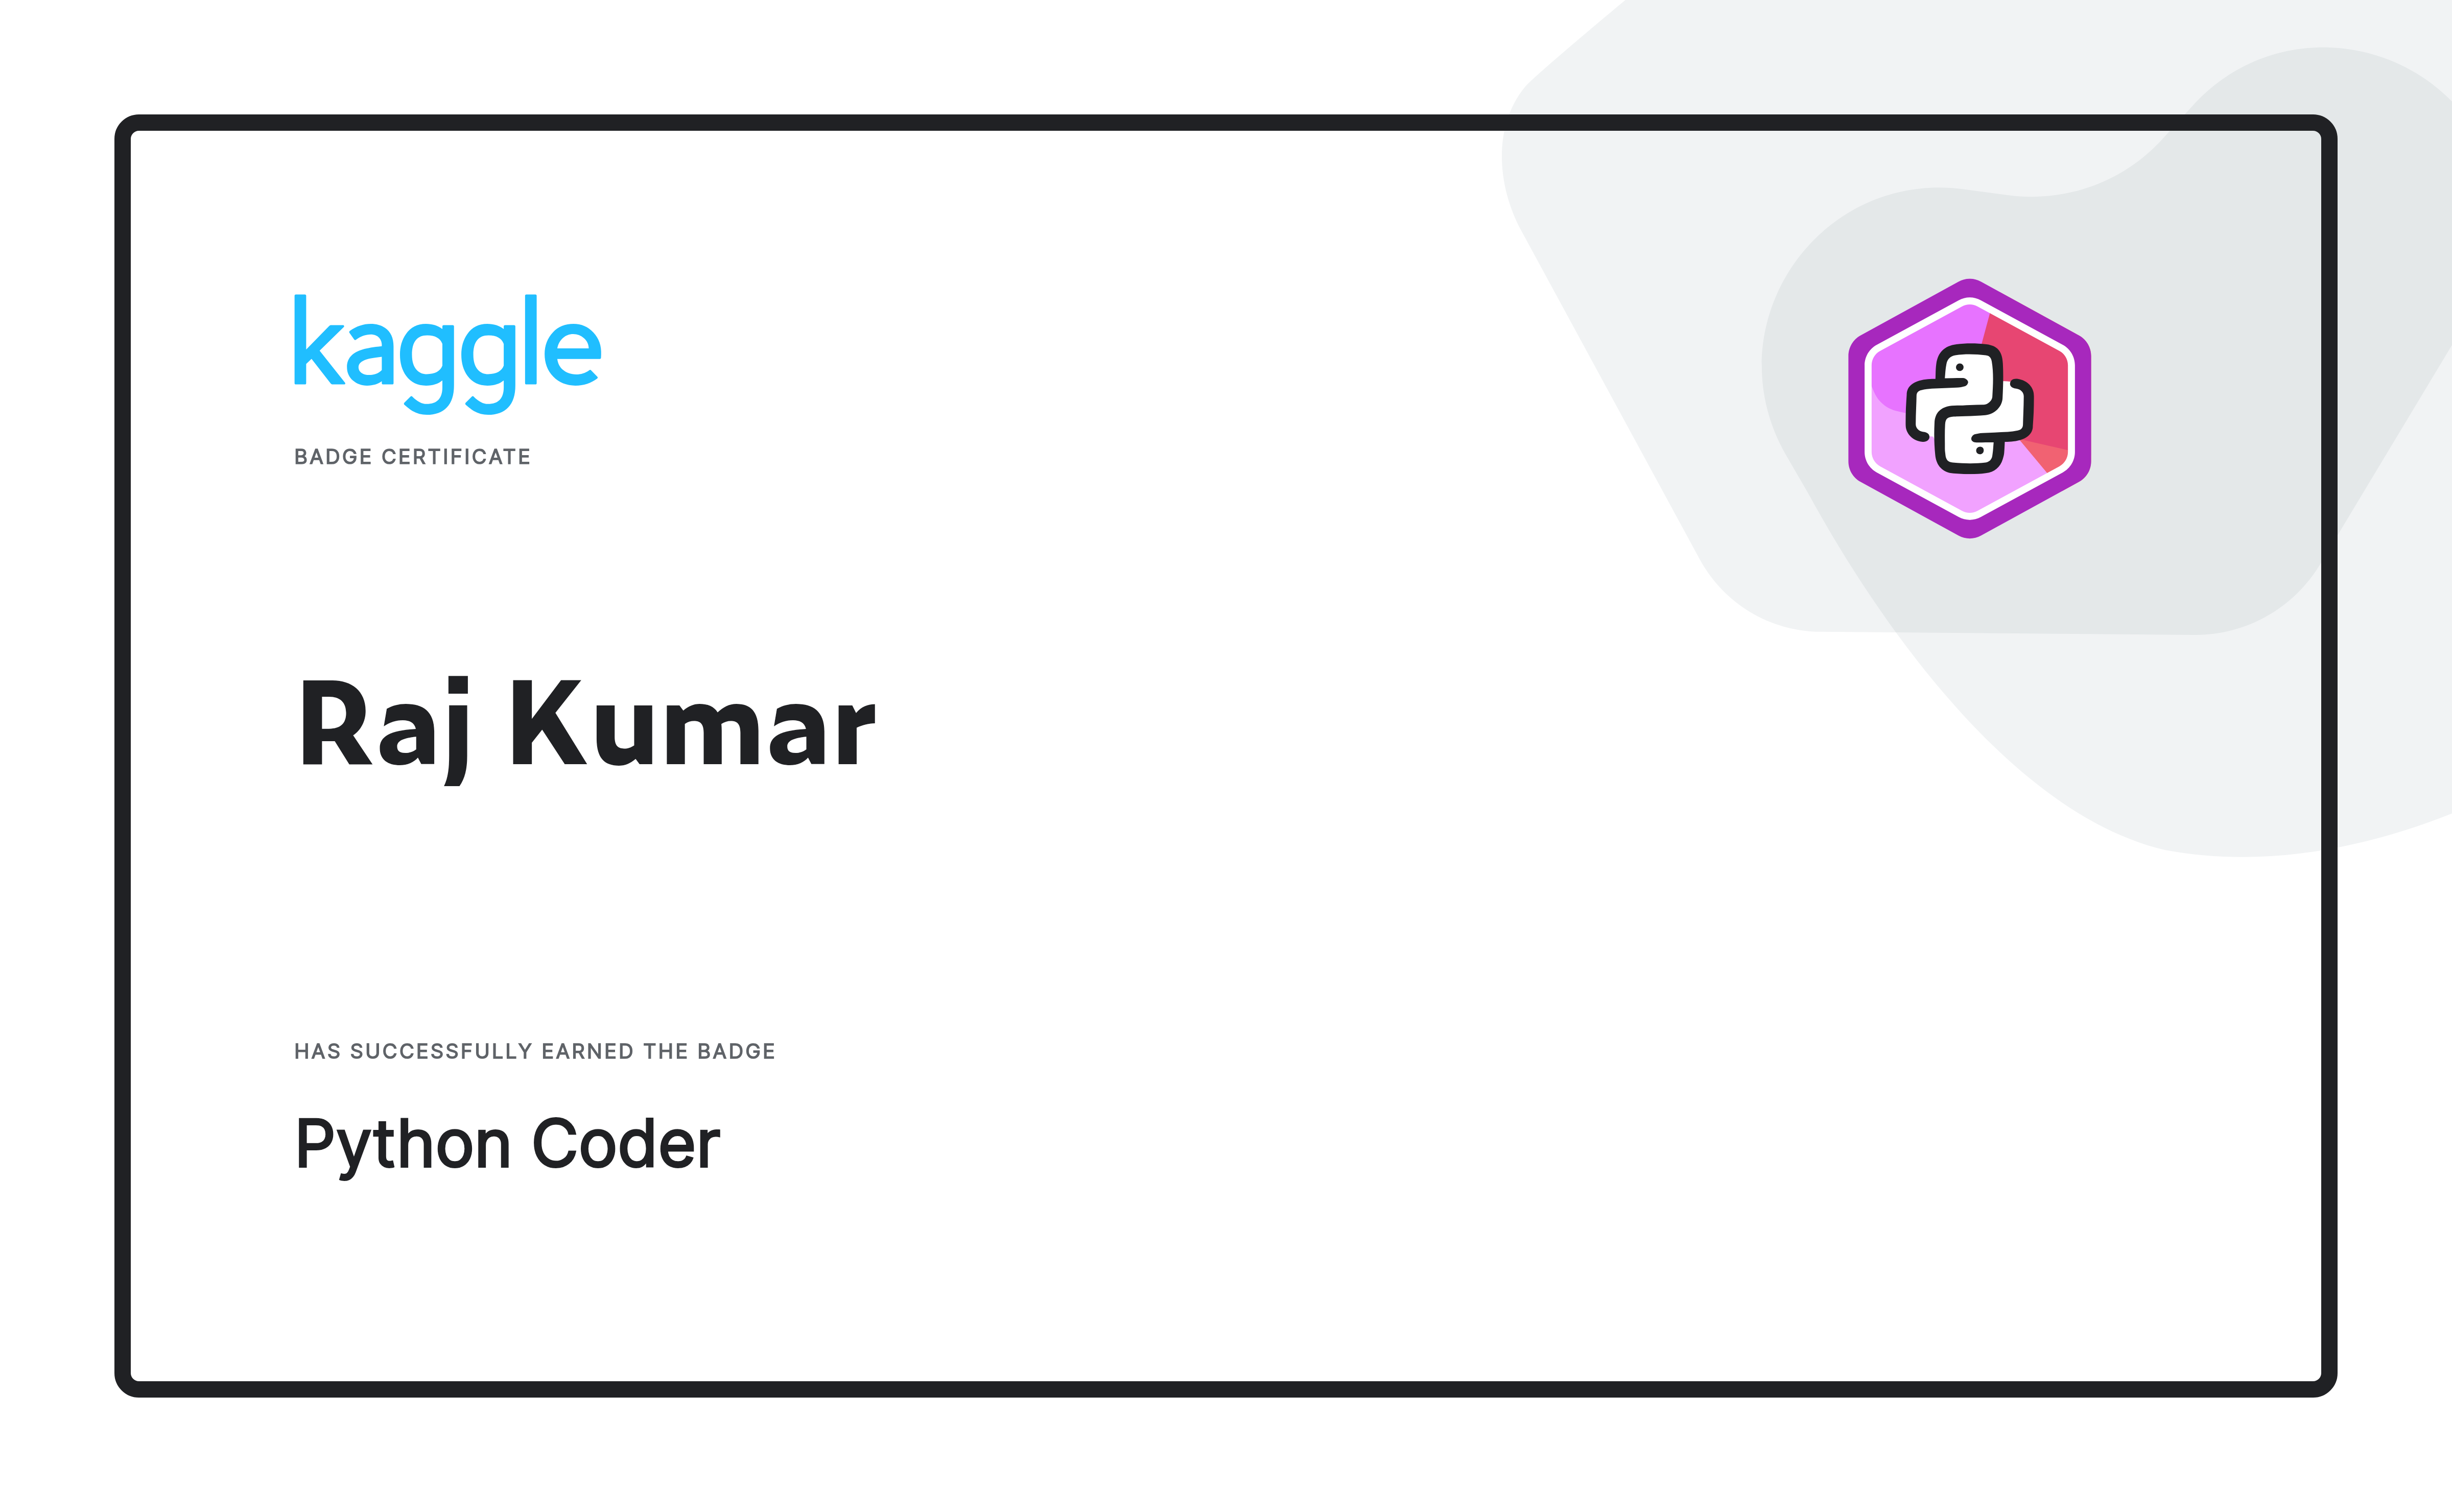 kaggle
BADGE CERTIFICATE
Raj Kumar
HAS SUCCESSFULLY EARNED THE BADGE
Python Coder